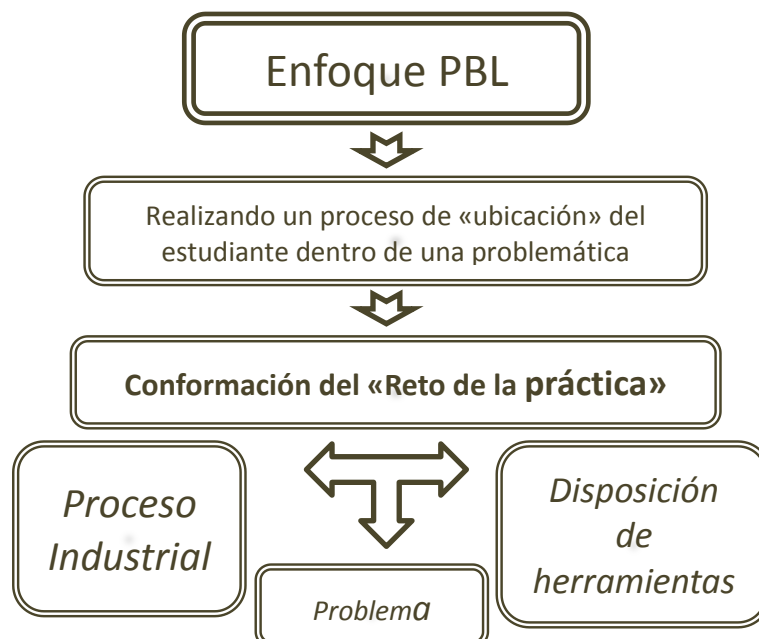 Enfoque PBL
Realizando un proceso de «ubicación» del
estudiante dentro de una problemática
Conformación del «Reto de la práctica»
Proceso
Industrial
Disposición
de
herramientas
Problema